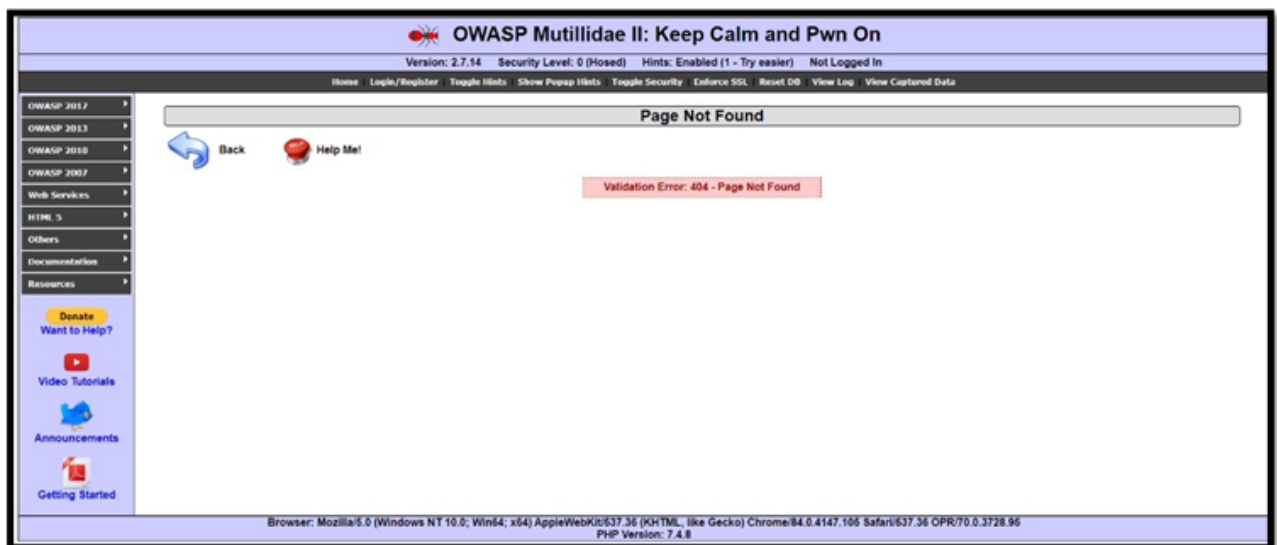 OWASP Mutillidae II: Keep Calm and Pwn On
Version: 2.7.14 Security Level: 0 (Hosed) Hints: Enabled (1 - Try easier) Not Logged In
Home Login/Register Toggle Hints Show Popup Hints Toggle Security Enforce SSL Reset DB View Log View Captured Data
OWASP 2017
OWASP 2013
OWASP 2010
OWASP 2007
Web Services
HTML 5
Others
Documentation
Resources
Donate
Want to Help?
Video Tutorials
Announcements
Getting Started
Page Not Found
Back
Help Me!
Validation Error: 404 - Page Not Found
Browser: Mozilla/5.0 (Windows NT 10.0; Win64; x64) AppleWebKit/537.36 (KHTML, like Gecko) Chrome/84.0.4147.105 Safari/537.36 OPR/70.0.3728.95
PHP Version: 7.4.8